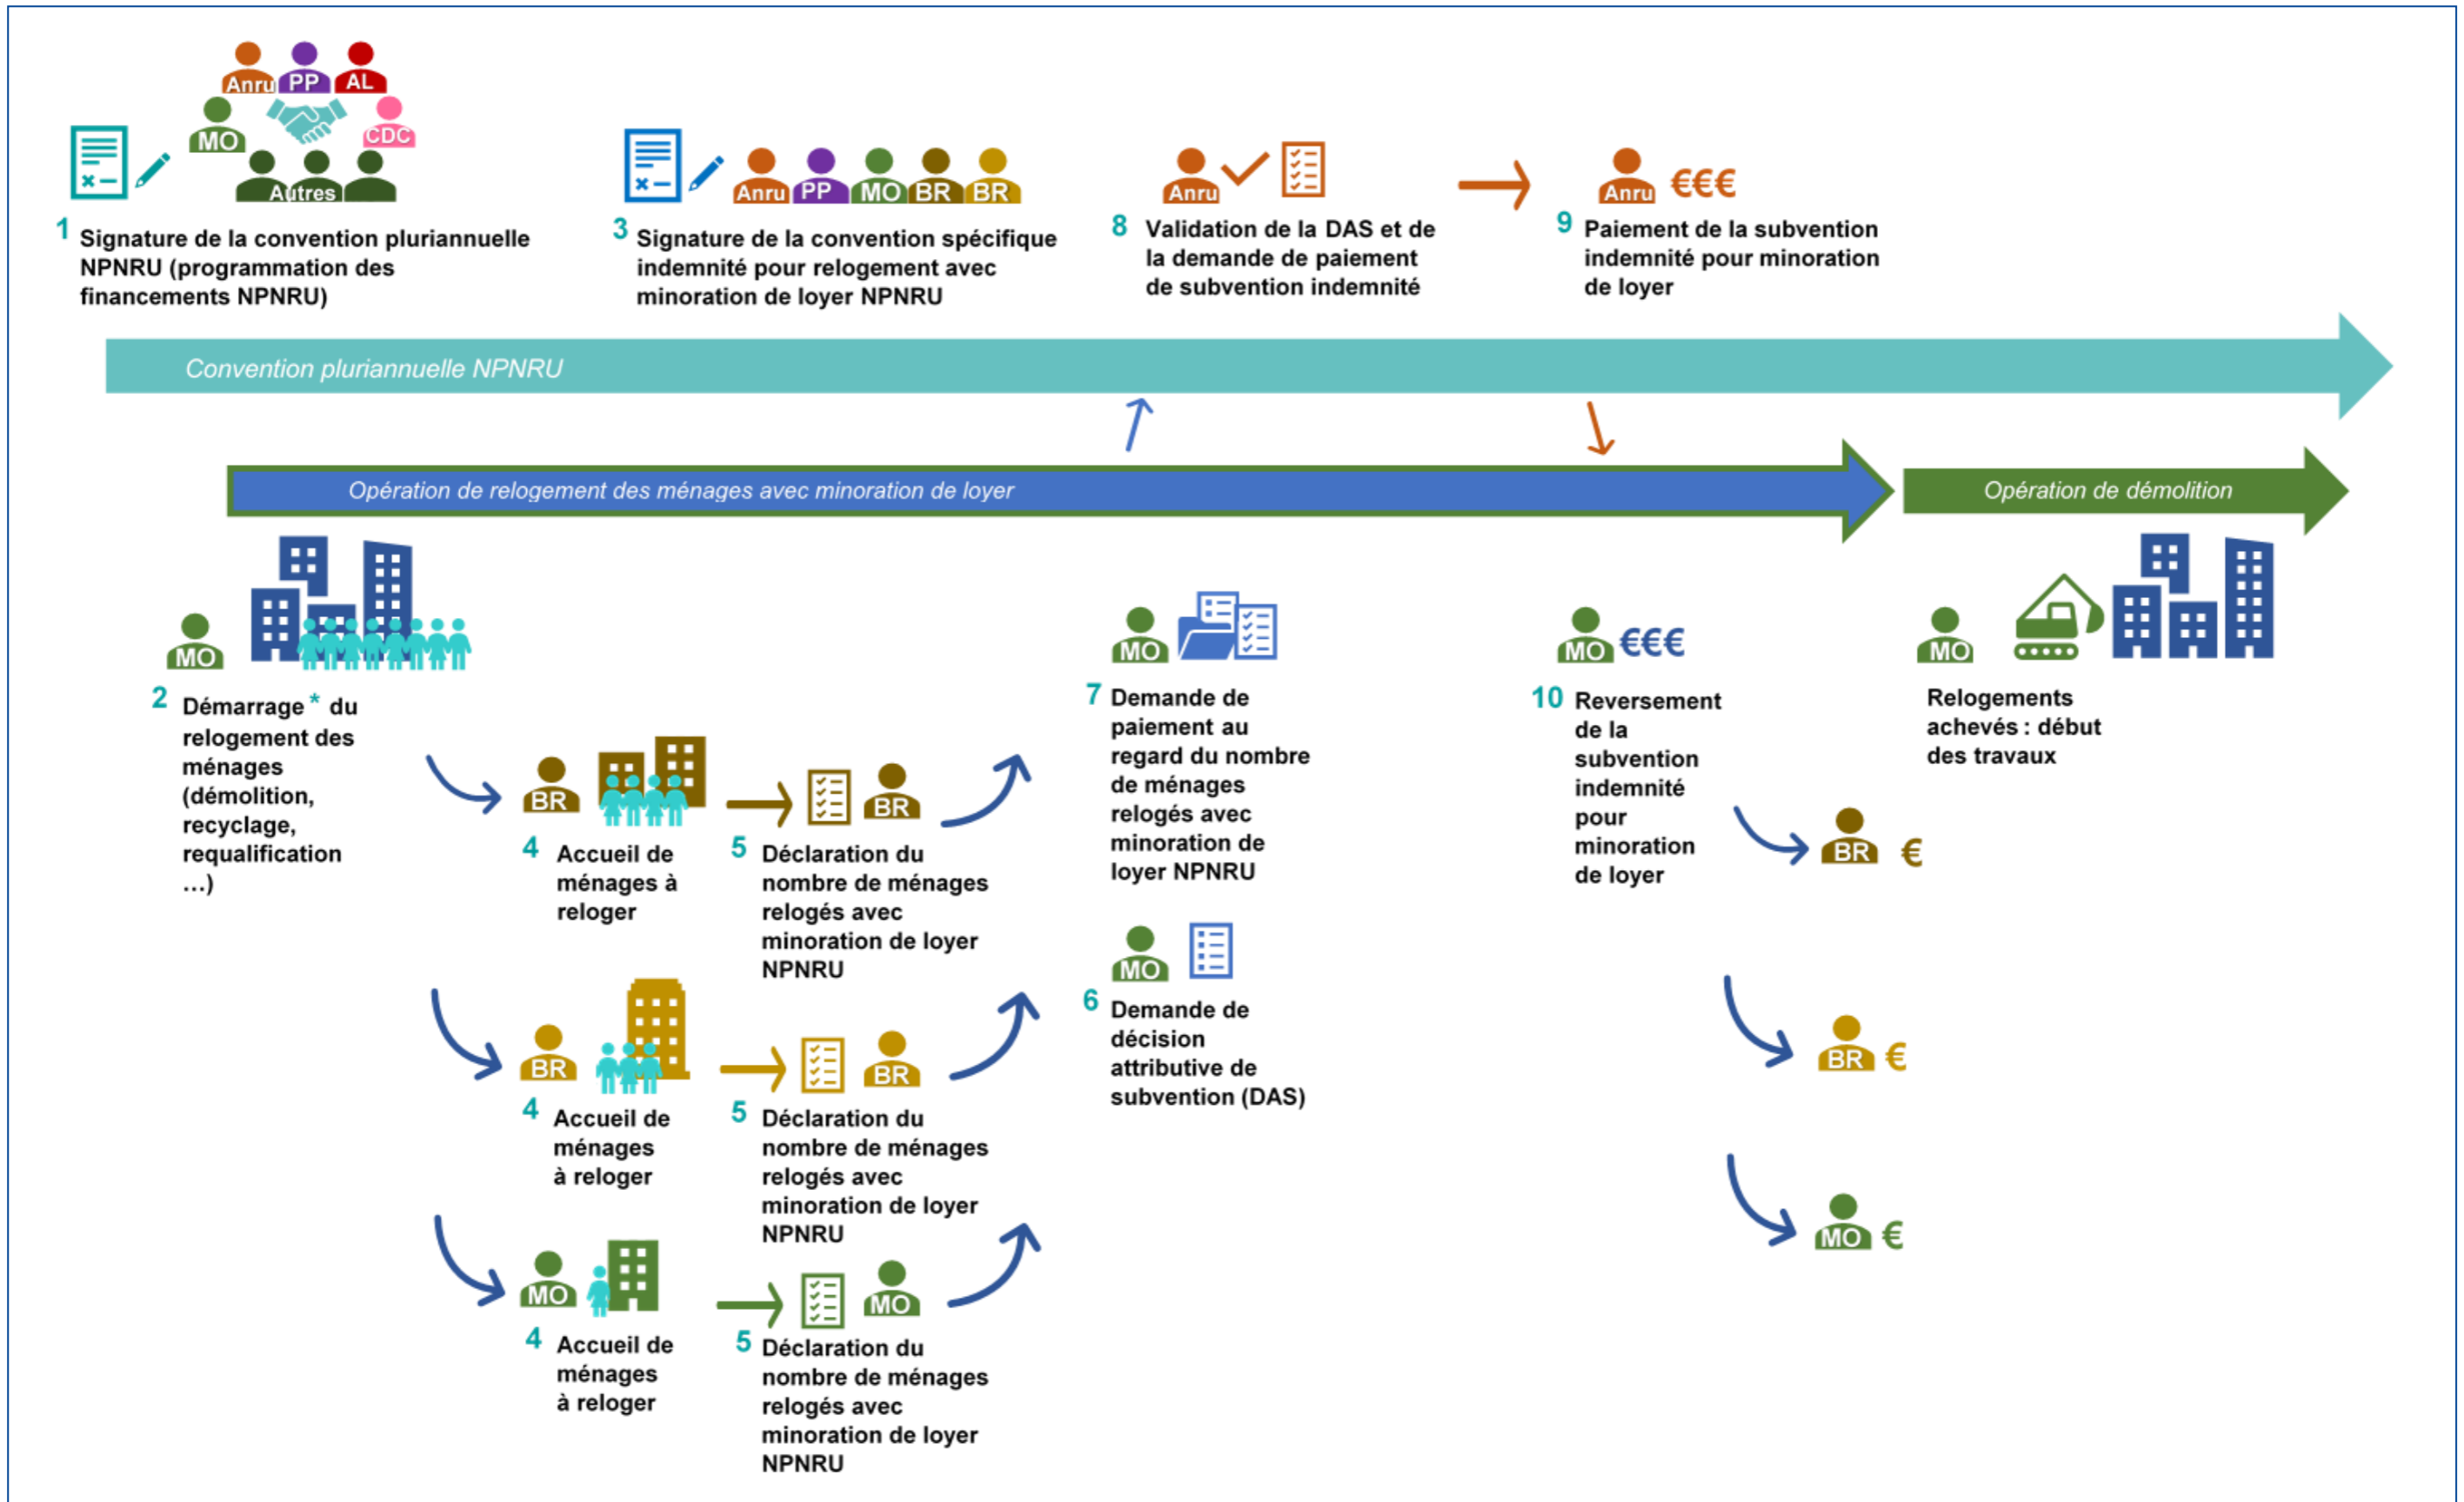 Anru PP AL
MO CDC
Autres
1 Signature de la convention pluriannuelle
NPNRU (programmation des
financements NPNRU)
Anru PP MO BR BR
3 Signature de la convention spécifique
indemnité pour relogement avec
minoration de loyer NPNRU
Anru
8 Validation de la DAS et de
la demande de paiement
de subvention indemnité
Anru €€€
9 Paiement de la subvention
indemnité pour minoration
de loyer
Convention pluriannuelle NPNRU
Opération de relogement des ménages avec minoration de loyer
Opération de démolition
MO
2 Démarrage * du
relogement des
ménages
(démolition,
recyclage,
requalification
…)
BR
4 Accueil de
ménages à
reloger
BR
5 Déclaration du
nombre de ménages
relogés avec
minoration de loyer
NPNRU
BR
4 Accueil de
ménages
à reloger
BR
5 Déclaration du
nombre de ménages
relogés avec
minoration de loyer
NPNRU
MO
4 Accueil de
ménages
à reloger
MO
5 Déclaration du
nombre de ménages
relogés avec
minoration de loyer
NPNRU
MO
7 Demande de
paiement au
regard du nombre
de ménages
relogés avec
minoration de
loyer NPNRU
MO
6 Demande de
décision
attributive de
subvention (DAS)
MO €€€
10 Reversement
de la
subvention
indemnité
pour
minoration
de loyer
BR €
BR €
MO €
MO
Relogements
achevés : début
des travaux